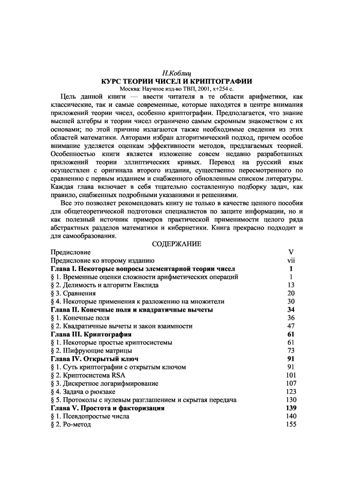 Н.Коблиц
КУРС ТЕОРИИ ЧИСЕЛ И КРИПТОГРАФИИ
Москва: Научное изд-во ТВП, 2001, x+254 с.
Цель данной книги — ввести читателя в те области арифметики, как
классические, так и самые современные, которые находятся в центре внимания
приложений теории чисел, особенно криптографии. Предполагается, что знание
высшей алгебры и теории чисел ограничено самым скромным знакомством с их
основами; по этой причине излагаются также необходимые сведения из этих
областей математики. Авторами избран алгоритмический подход, причем особое
внимание уделяется оценкам эффективности методов, предлагаемых теорией.
Особенностью книги является изложение совсем недавно разработанных
приложений теории эллиптических кривых. Перевод на русский язык
осуществлен с оригинала второго издания, существенно пересмотренного по
сравнению с первым изданием и снабженного обновленным списком литературы.
Каждая глава включает в себя тщательно составленную подборку задач, как
правило, снабженных подробными указаниями и решениями.
Все это позволяет рекомендовать книгу не только в качестве ценного пособия
для общетеоретической подготовки специалистов по защите информации, но и
как полезный источник примеров практической применимости целого ряда
абстрактных разделов математики и кибернетики. Книга прекрасно подходит и
для самообразования.
СОДЕРЖАНИЕ
Предисловие V
Предисловие ко второму изданию vii
Глава I. Некоторые вопросы элементарной теории чисел 1
§ 1. Временные оценки сложности арифметических операций 1
§ 2. Делимость и алгоритм Евклида 13
§ 3. Сравнения 20
§ 4. Некоторые применения к разложению на множители 30
Глава II. Конечные поля и квадратичные вычеты 34
§ 1. Конечные поля 36
§ 2. Квадратичные вычеты и закон взаимности 47
Глава III. Криптография 61
§ 1. Некоторые простые криптосистемы 61
§ 2. Шифрующие матрицы 73
Глава IV. Открытый ключ 91
§ 1. Суть криптографии с открытым ключом 91
§ 2. Криптосистема RSA 101
§ 3. Дискретное логарифмирование 107
§ 4. Задача о рюкзаке 123
§ 5. Протоколы с нулевым разглашением и скрытая передача 130
Глава V. Простота и факторизация 139
§ 1. Псевдопростые числа 140
§ 2. Ро-метод 155